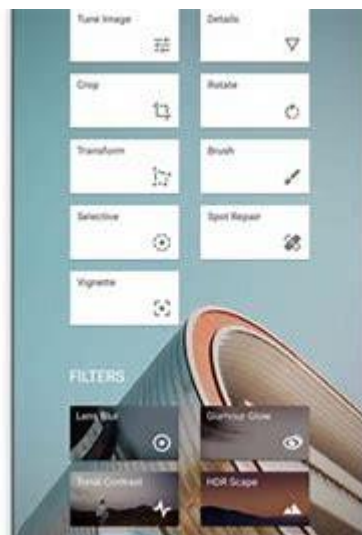 Tune Image
Details
Crop
Rotate
Transform
Brush
Selective
Spot Repair
Vignette
FILTERS
Lens Blur
Glamour Glow
Tonal Contrast
HDR Scape